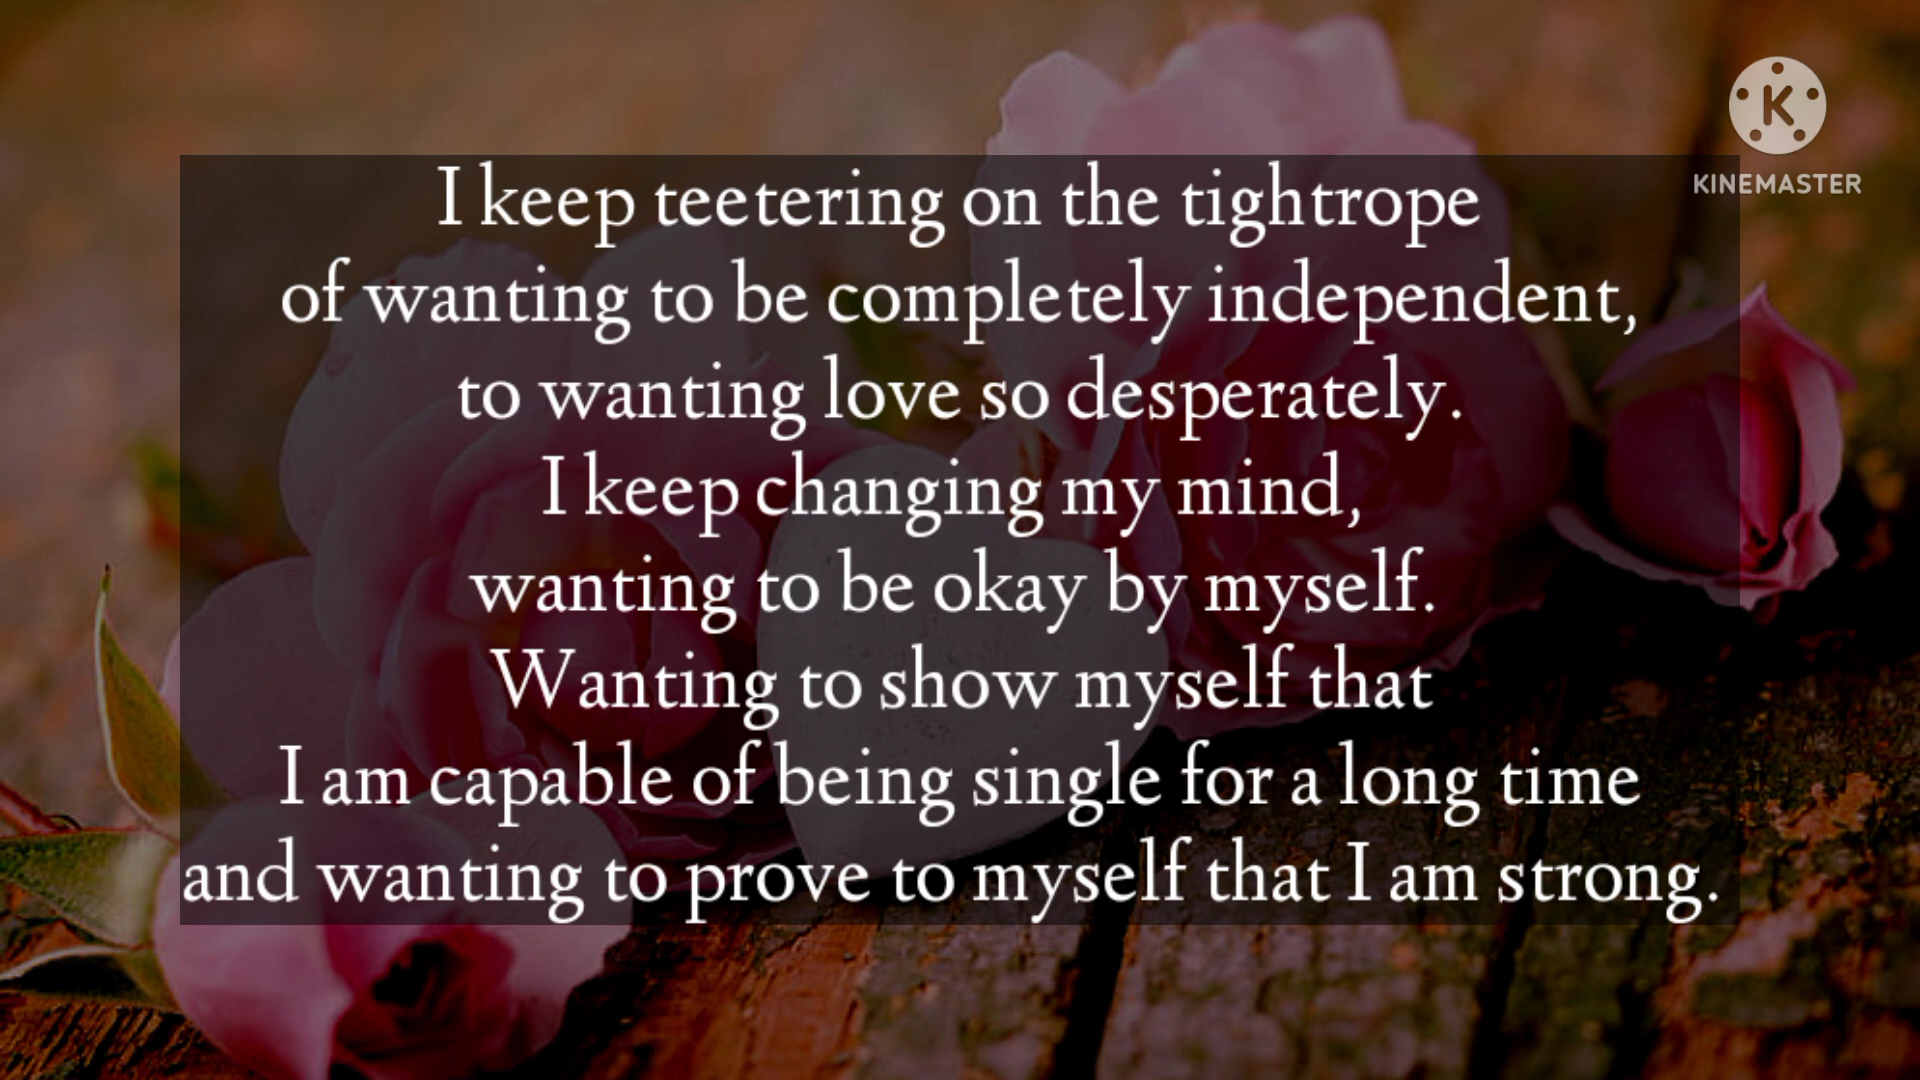 KINEMASTER
I keep teetering on the tightrope
of wanting to be completely independent,
to wanting love so desperately.
I keep changing my mind,
wanting to be okay by myself.
Wanting to show myself that
I am capable of being single for a long time
and wanting to prove to myself that I am strong.